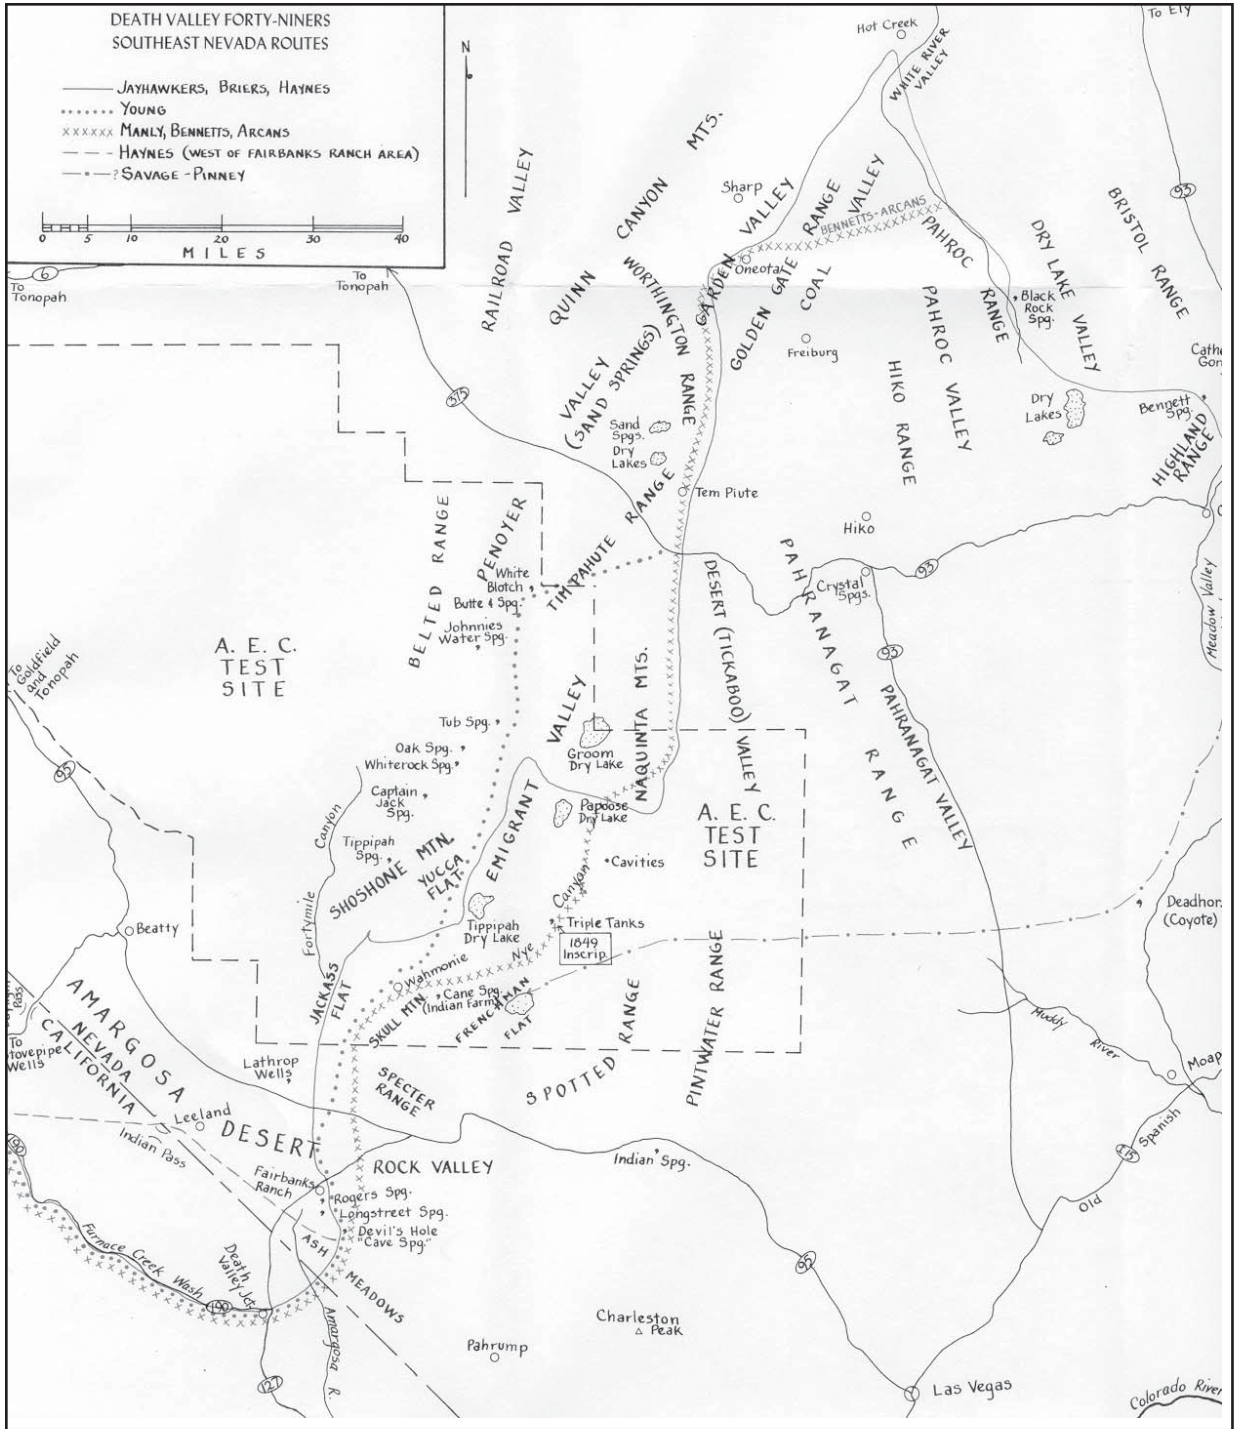 DEATH VALLEY FORTY-NINERS
SOUTHEAST NEVADA ROUTES
JAYHAWKERS, BRIERS, HAYNES
YOUNG
MANLY, BENNETTS, ARCANS
HAYNES (WEST OF FAIRBANKS RANCH AREA)
? SAVAGE-PINNEY
0 5 10 20 30 40
MILES
N
Hot Creek
WHITE RIVER
VALLEY
To Ely
93
6
To
Tonopah
To
Tonopah
RAILROAD VALLEY
QUINN CANYON MTS.
Sharp
GARDEN VALLEY
WORTHINGTON RANGE
Oneota
GOLDEN GATE RANGE
COAL VALLEY
BENNETTS-ARCANS
Freiburg
PAHROC RANGE
PAHROC VALLEY
DRY LAKE VALLEY
BRISTOL RANGE
Black
Rock
Spg.
HIKO RANGE
Dry
Lakes
Bennett
Spg.
HIGHLAND
RANGE
375
VALLEY
(SAND SPRINGS)
Sand
Spgs.
Dry
Lakes
Tem Piute
TIMPAHUTE RANGE
Hiko
Crystal
Spgs.
93
Meadow Valley
BELTED RANGE
PENOYER
White
Blotch
Butte & Spg.
Johnnies
Water Spg.
A. E. C.
TEST
SITE
To
Goldfield
and
Tonopah
95
DESERT (TICKABOO) VALLEY
PAHRANAGAT RANGE
93
PAHRANAGAT VALLEY
NAQUINTA MTS.
Tub Spg.
Oak Spg.
Whiterock Spg.
Captain
Jack
Spg.
Tippipah
Spg.
EMIGRANT VALLEY
Groom
Dry Lake
Papoose
Dry Lake
A. E. C.
TEST
SITE
Cavities
SHOSHONE MTN.
YUCCA
FLAT
Fortymile Canyon
Beatty
Tippipah
Dry Lake
Nye Canyon
Triple Tanks
1849
Inscrip.
Deadhor.
(Coyote)
JACKASS
FLAT
Wahmonie
SKULL MTN.
Cane Spg.
(Indian Farm)
FRENCHMAN
FLAT
SPOTTED RANGE
PINTWATER RANGE
Muddy River
Moap
AMARGOSA DESERT
NEVADA
CALIFORNIA
Pass
To
Stovepipe
Wells
Lathrop
Wells
SPECTER
RANGE
Leeland
Indian Pass
190
Fairbanks
Ranch
ROCK VALLEY
Indian Spg.
115
Old Spanish
Rogers Spg.
Longstreet Spg.
Devil's Hole
"Cave Spg."
ASH MEADOWS
Furnace Creek Wash
190
Death
Valley Jct.
95
Charleston
Peak
Pahrump
127
Amargosa R.
Las Vegas
Colorado River